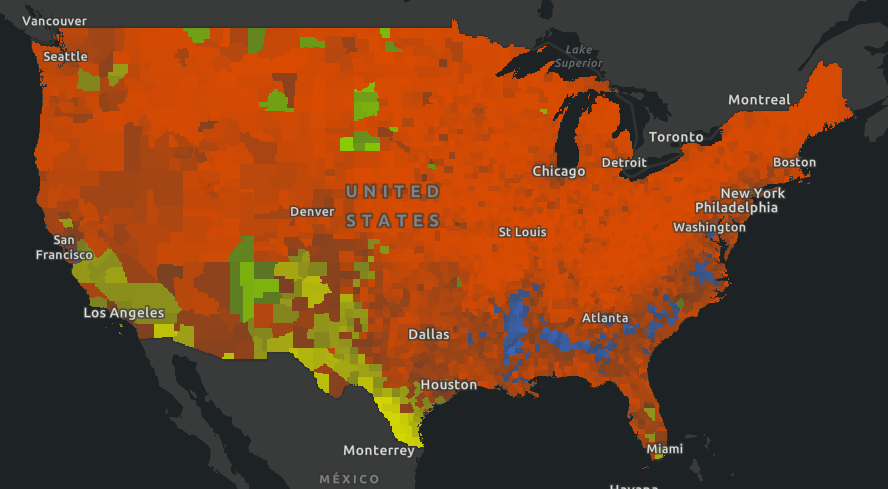 Vancouver
Seattle
Lake
Superior
Montreal
Toronto
Chicago
Detroit
Boston
UNITED
STATES
New York
Philadelphia
Denver
Washington
St Louis
San
Francisco
Los Angeles
Atlanta
Dallas
Houston
Monterrey
Miami
MÉXICO
Havana